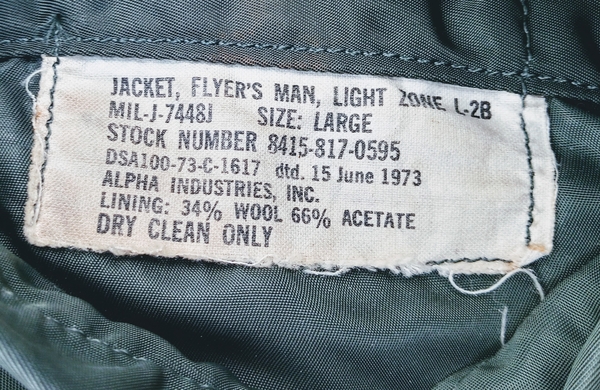 JACKET, FLYER'S MAN, LIGHT ZONE L-2B
MIL-J-7448J SIZE: LARGE
STOCK NUMBER 8415-817-0595
DSA100-73-C-1617 dtd. 15 June 1973
ALPHA INDUSTRIES, INC.
LINING: 34% WOOL 66% ACETATE
DRY CLEAN ONLY